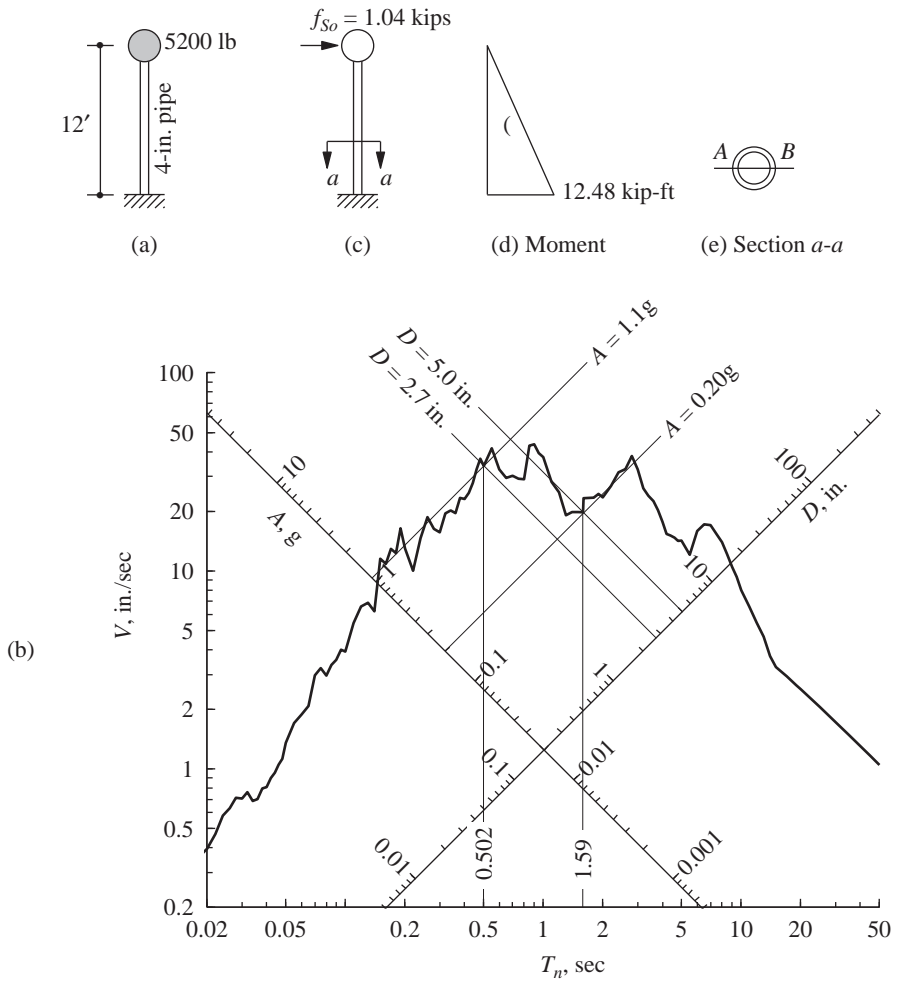 f_So = 1.04 kips
5200 lb
12′
4-in. pipe
a a
12.48 kip-ft
A B
(a)
(c)
(d) Moment
(e) Section a-a
(b)
D = 5.0 in.
D = 2.7 in.
A = 1.1g
A = 0.20g
100
50
20
10
5
2
1
0.5
0.2
V, in./sec
10
A, g
1
0.1
0.01
0.001
100
D, in.
10
1
0.1
0.01
0.502
1.59
0.02 0.05 0.2 0.5 1 2 5 10 20 50
T_n, sec